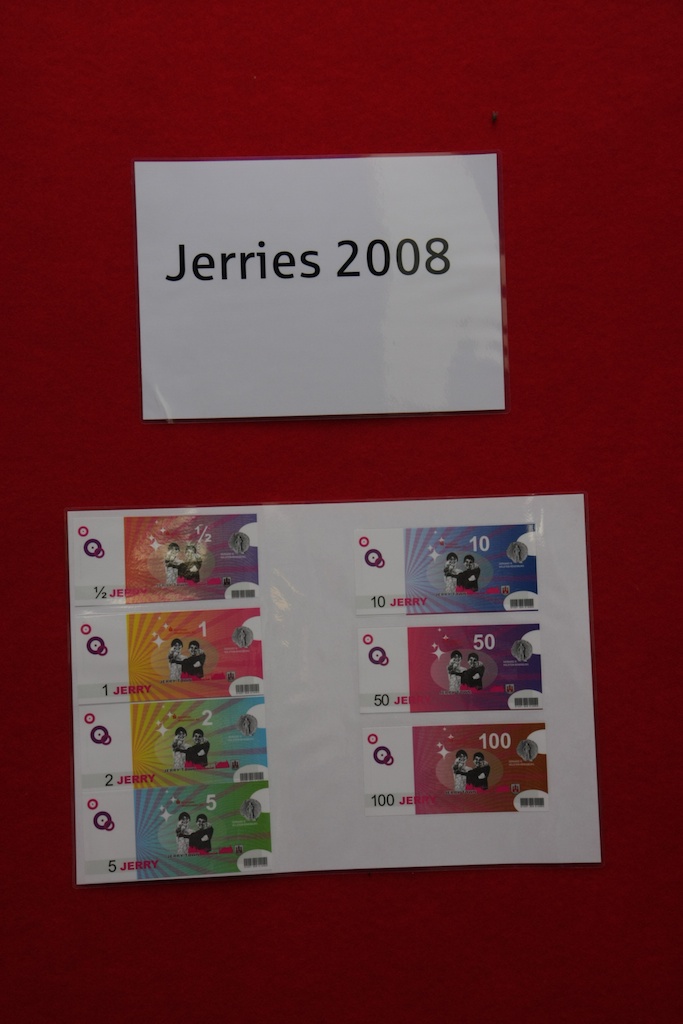 Jerries 2008
½
½ JERRY
1
1 JERRY
2
2 JERRY
5
5 JERRY
10
10 JERRY
50
50 JERRY
100
100 JERRY